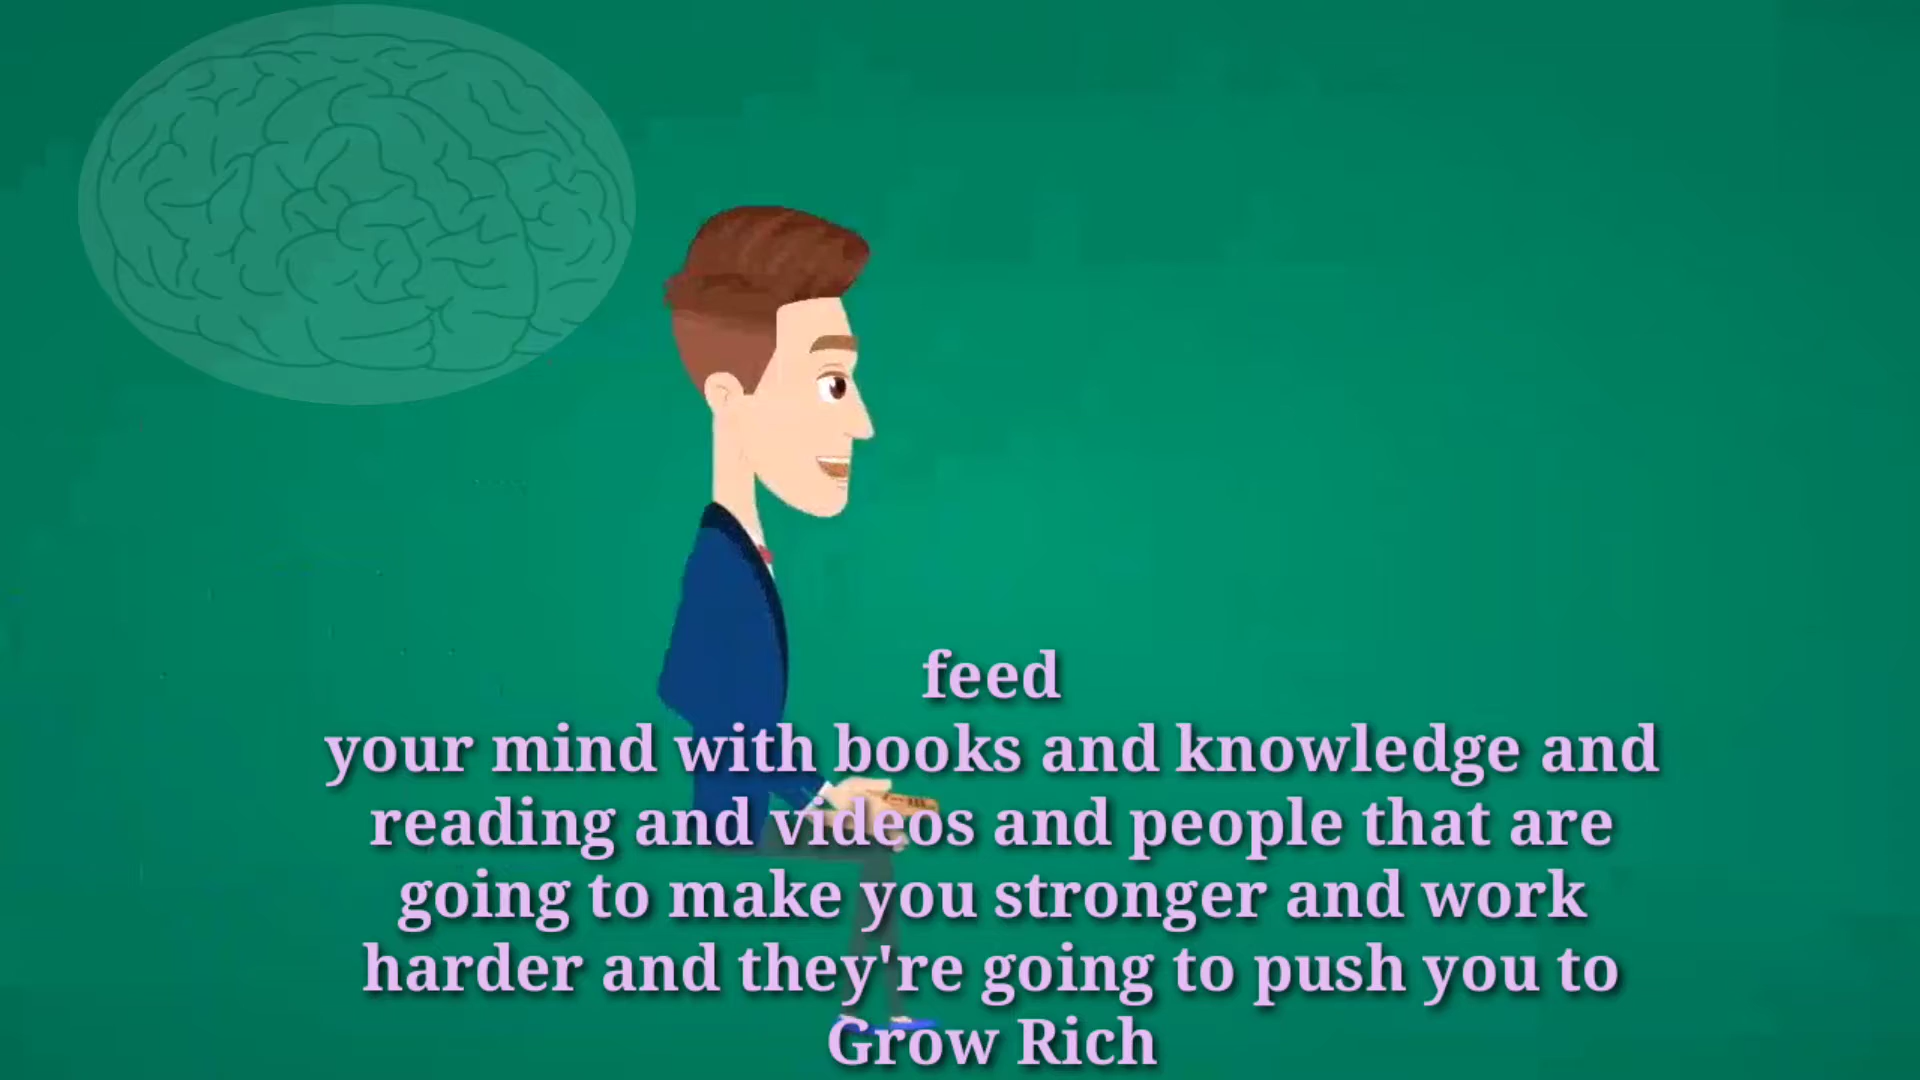 feed
your mind with books and knowledge and
reading and videos and people that are
going to make you stronger and work
harder and they're going to push you to
Grow Rich